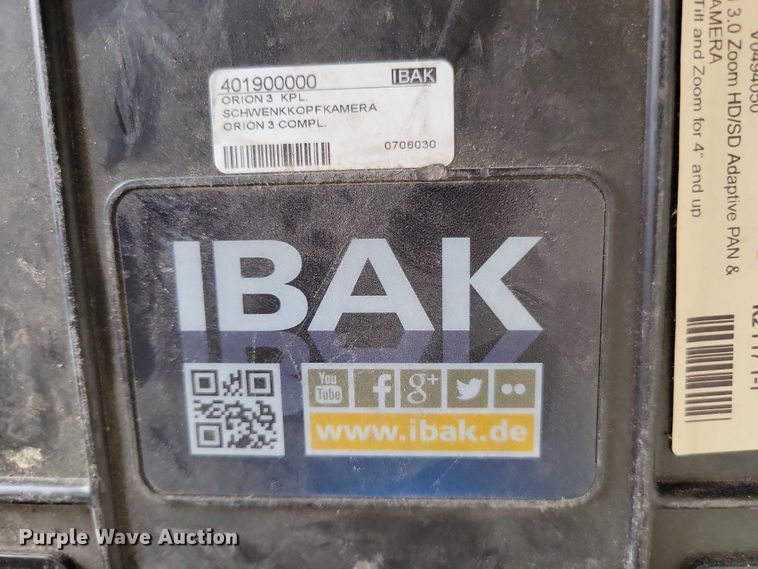 401900000 IBAK
ORION 3 KPL.
SCHWENKKOPFKAMERA
ORION 3 COMPL.
0706030
IBAK
You
Tube f g+
www.ibak.de
V0494050
3.0 Zoom HD/SD Adaptive PAN &
Tilt and Zoom for 4" and up
Purple Wave Auction